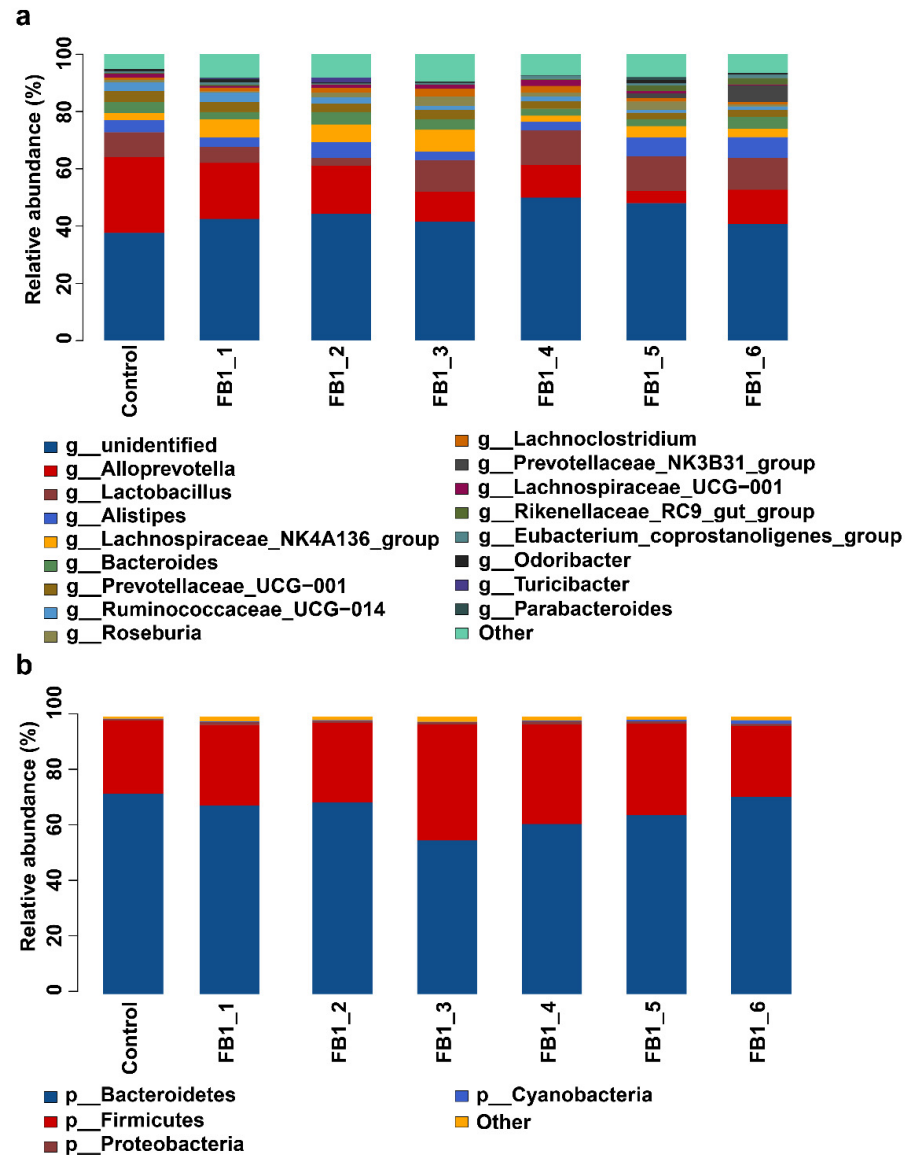 a
Relative abundance (%)
100
80
60
40
20
0
Control
FB1_1
FB1_2
FB1_3
FB1_4
FB1_5
FB1_6
g__unidentified
g__Alloprevotella
g__Lactobacillus
g__Alistipes
g__Lachnospiraceae_NK4A136_group
g__Bacteroides
g__Prevotellaceae_UCG−001
g__Ruminococcaceae_UCG−014
g__Roseburia
g__Lachnoclostridium
g__Prevotellaceae_NK3B31_group
g__Lachnospiraceae_UCG−001
g__Rikenellaceae_RC9_gut_group
g__Eubacterium_coprostanoligenes_group
g__Odoribacter
g__Turicibacter
g__Parabacteroides
Other
b
Relative abundance (%)
100
80
60
40
20
0
Control
FB1_1
FB1_2
FB1_3
FB1_4
FB1_5
FB1_6
p__Bacteroidetes
p__Firmicutes
p__Proteobacteria
p__Cyanobacteria
Other